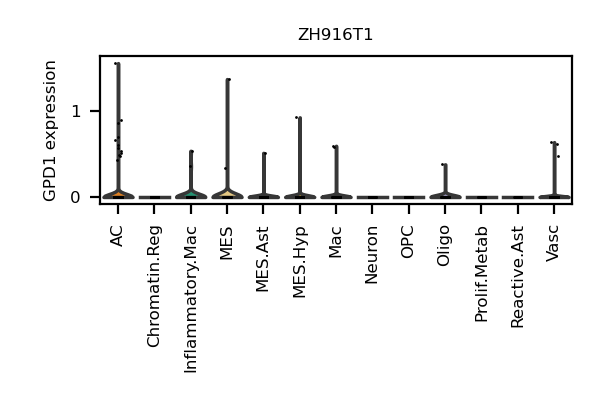 ZH916T1
GPD1 expression
1
0
AC
Chromatin.Reg
Inflammatory.Mac
MES
MES.Ast
MES.Hyp
Mac
Neuron
OPC
Oligo
Prolif.Metab
Reactive.Ast
Vasc